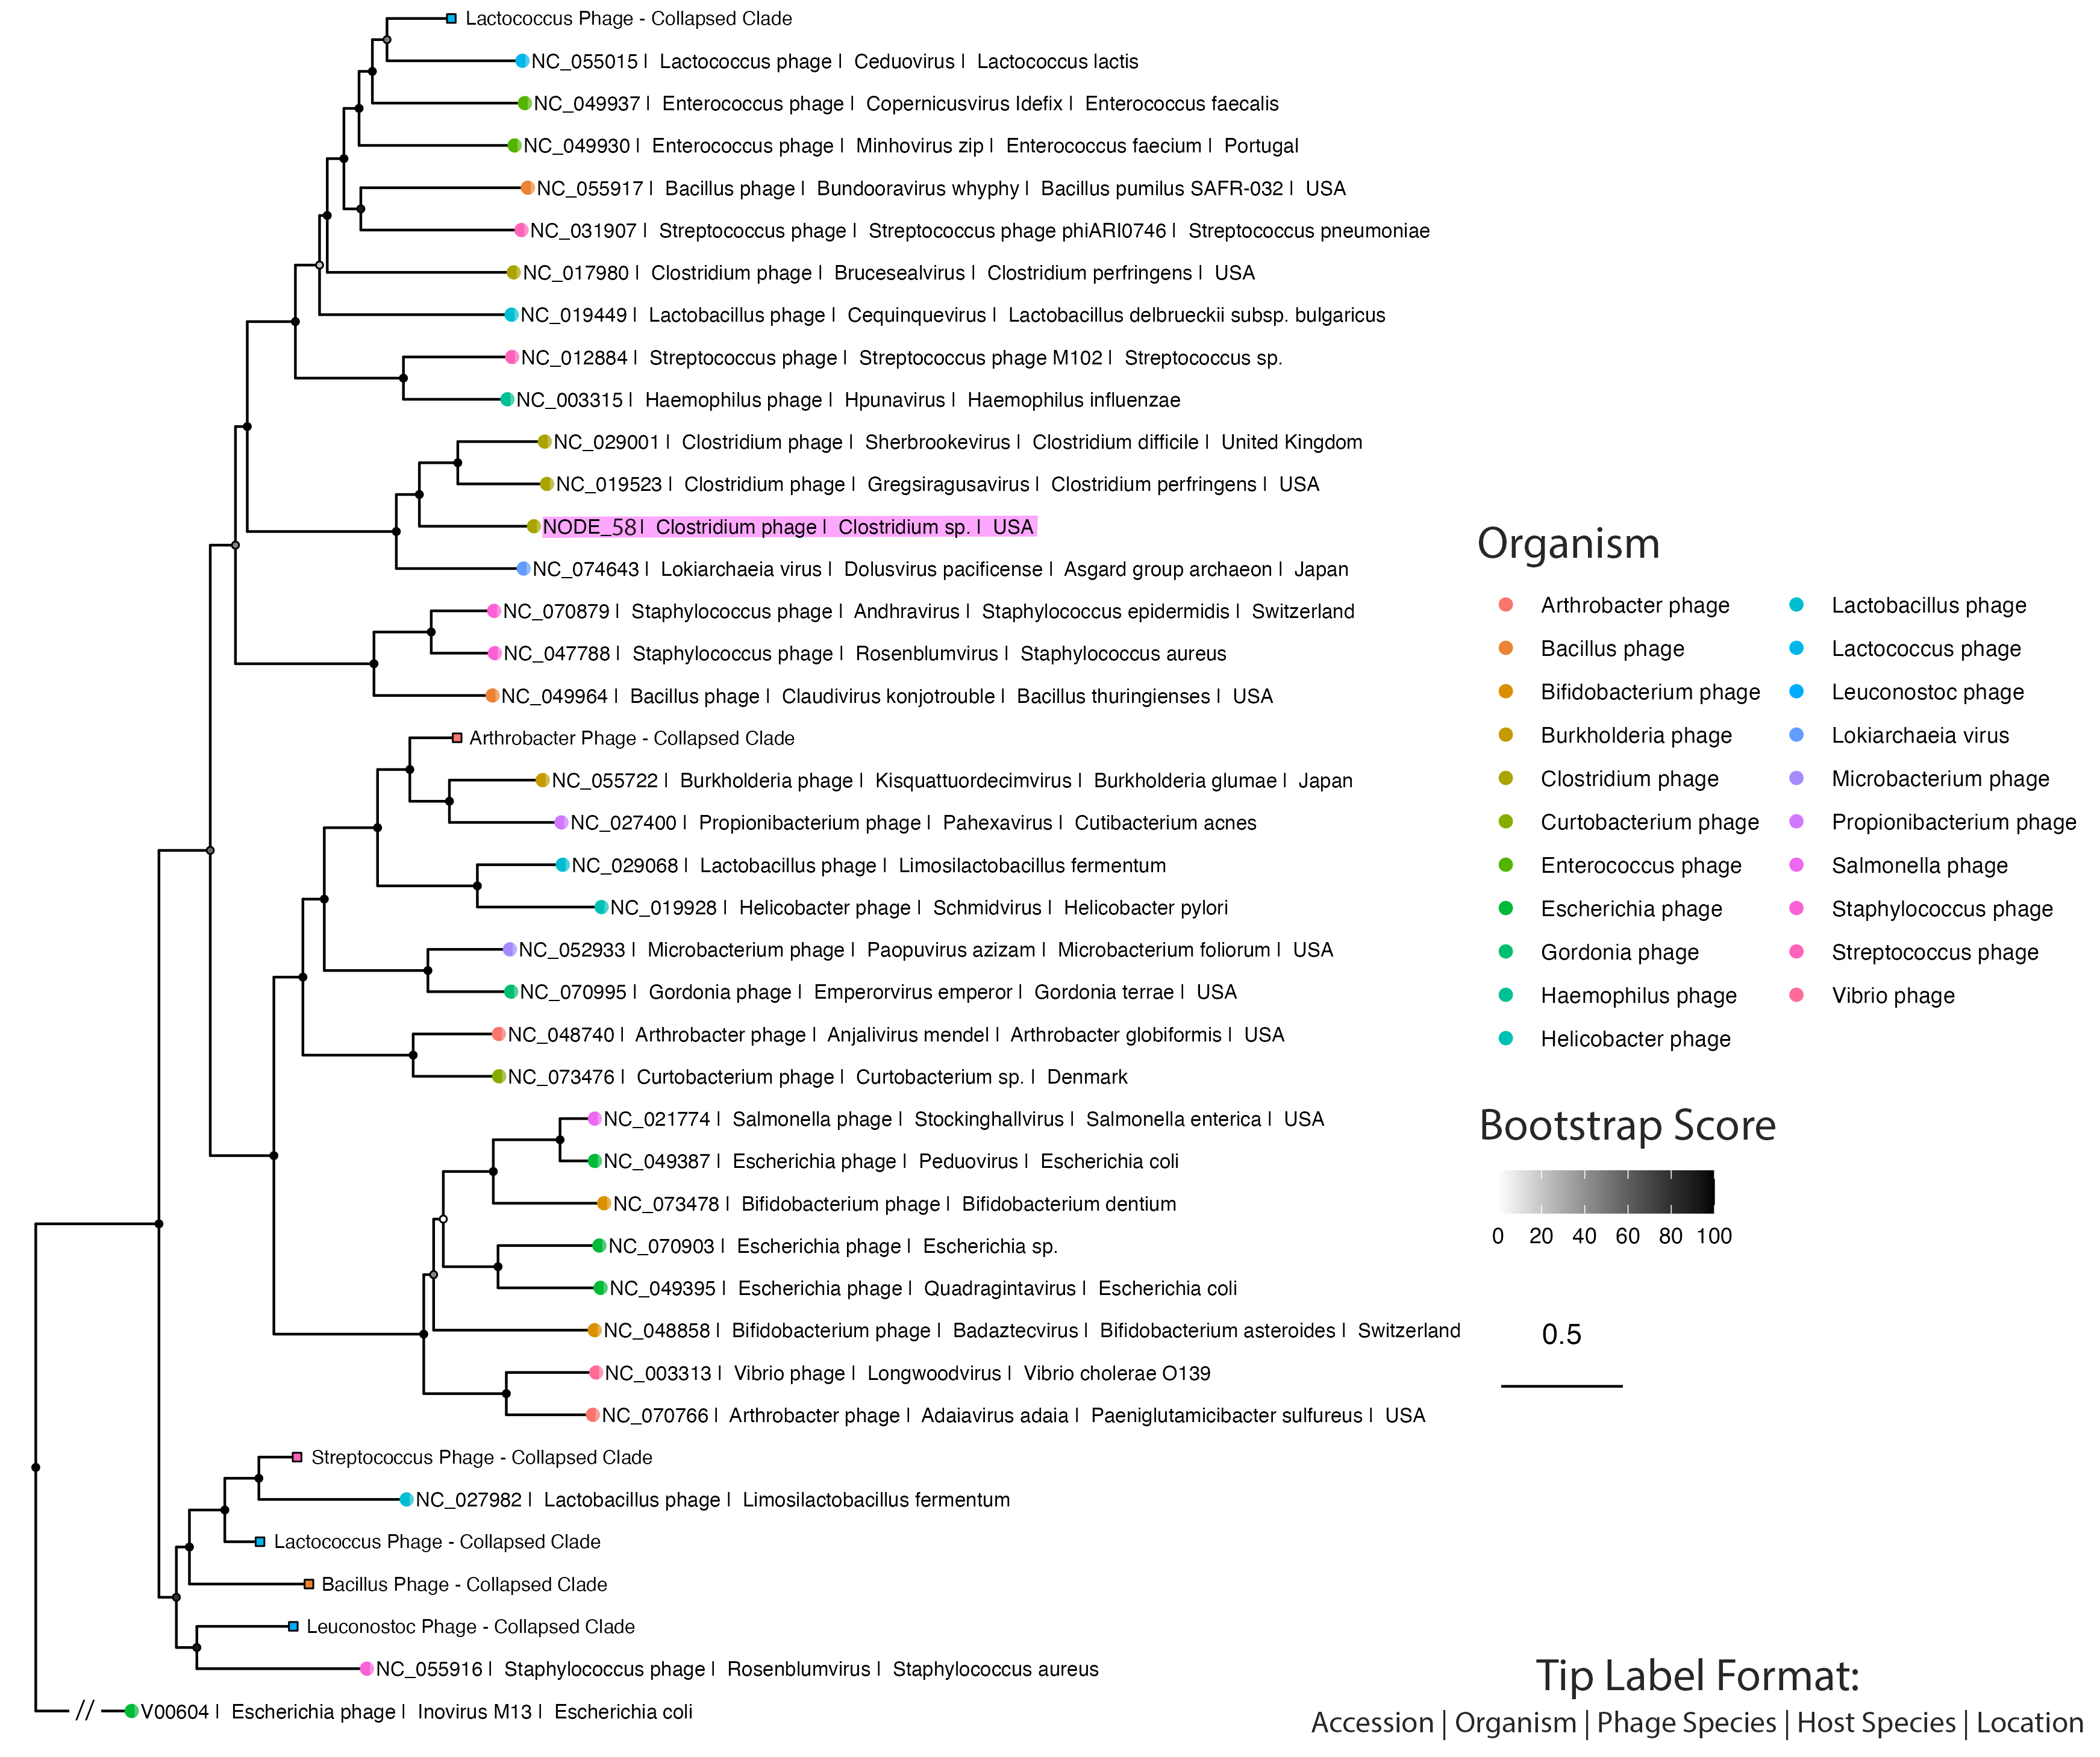 Lactococcus Phage - Collapsed Clade
NC_055015 | Lactococcus phage | Ceduovirus | Lactococcus lactis
NC_049937 | Enterococcus phage | Copernicusvirus Idefix | Enterococcus faecalis
NC_049930 | Enterococcus phage | Minhovirus zip | Enterococcus faecium | Portugal
NC_055917 | Bacillus phage | Bundooravirus whyphy | Bacillus pumilus SAFR-032 | USA
NC_031907 | Streptococcus phage | Streptococcus phage phiARI0746 | Streptococcus pneumoniae
NC_017980 | Clostridium phage | Brucesealvirus | Clostridium perfringens | USA
NC_019449 | Lactobacillus phage | Cequinquevirus | Lactobacillus delbrueckii subsp. bulgaricus
NC_012884 | Streptococcus phage | Streptococcus phage M102 | Streptococcus sp.
NC_003315 | Haemophilus phage | Hpunavirus | Haemophilus influenzae
NC_029001 | Clostridium phage | Sherbrookevirus | Clostridium difficile | United Kingdom
NC_019523 | Clostridium phage | Gregsiragusavirus | Clostridium perfringens | USA
NODE_58 | Clostridium phage | Clostridium sp. | USA
NC_074643 | Lokiarchaeia virus | Dolusvirus pacificense | Asgard group archaeon | Japan
NC_070879 | Staphylococcus phage | Andhravirus | Staphylococcus epidermidis | Switzerland
NC_047788 | Staphylococcus phage | Rosenblumvirus | Staphylococcus aureus
NC_049964 | Bacillus phage | Claudivirus konjotrouble | Bacillus thuringienses | USA
Arthrobacter Phage - Collapsed Clade
NC_055722 | Burkholderia phage | Kisquattuordecimvirus | Burkholderia glumae | Japan
NC_027400 | Propionibacterium phage | Pahexavirus | Cutibacterium acnes
NC_029068 | Lactobacillus phage | Limosilactobacillus fermentum
NC_019928 | Helicobacter phage | Schmidvirus | Helicobacter pylori
NC_052933 | Microbacterium phage | Paopuvirus azizam | Microbacterium foliorum | USA
NC_070995 | Gordonia phage | Emperorvirus emperor | Gordonia terrae | USA
NC_048740 | Arthrobacter phage | Anjalivirus mendel | Arthrobacter globiformis | USA
NC_073476 | Curtobacterium phage | Curtobacterium sp. | Denmark
NC_021774 | Salmonella phage | Stockinghallvirus | Salmonella enterica | USA
NC_049387 | Escherichia phage | Peduovirus | Escherichia coli
NC_073478 | Bifidobacterium phage | Bifidobacterium dentium
NC_070903 | Escherichia phage | Escherichia sp.
NC_049395 | Escherichia phage | Quadragintavirus | Escherichia coli
NC_048858 | Bifidobacterium phage | Badaztecvirus | Bifidobacterium asteroides | Switzerland
NC_003313 | Vibrio phage | Longwoodvirus | Vibrio cholerae O139
NC_070766 | Arthrobacter phage | Adaiavirus adaia | Paeniglutamicibacter sulfureus | USA
Streptococcus Phage - Collapsed Clade
NC_027982 | Lactobacillus phage | Limosilactobacillus fermentum
Lactococcus Phage - Collapsed Clade
Bacillus Phage - Collapsed Clade
Leuconostoc Phage - Collapsed Clade
NC_055916 | Staphylococcus phage | Rosenblumvirus | Staphylococcus aureus
//
V00604 | Escherichia phage | Inovirus M13 | Escherichia coli
Organism
Arthrobacter phage
Bacillus phage
Bifidobacterium phage
Burkholderia phage
Clostridium phage
Curtobacterium phage
Enterococcus phage
Escherichia phage
Gordonia phage
Haemophilus phage
Helicobacter phage
Lactobacillus phage
Lactococcus phage
Leuconostoc phage
Lokiarchaeia virus
Microbacterium phage
Propionibacterium phage
Salmonella phage
Staphylococcus phage
Streptococcus phage
Vibrio phage
Bootstrap Score
0 20 40 60 80 100
0.5
Tip Label Format:
Accession | Organism | Phage Species | Host Species | Location